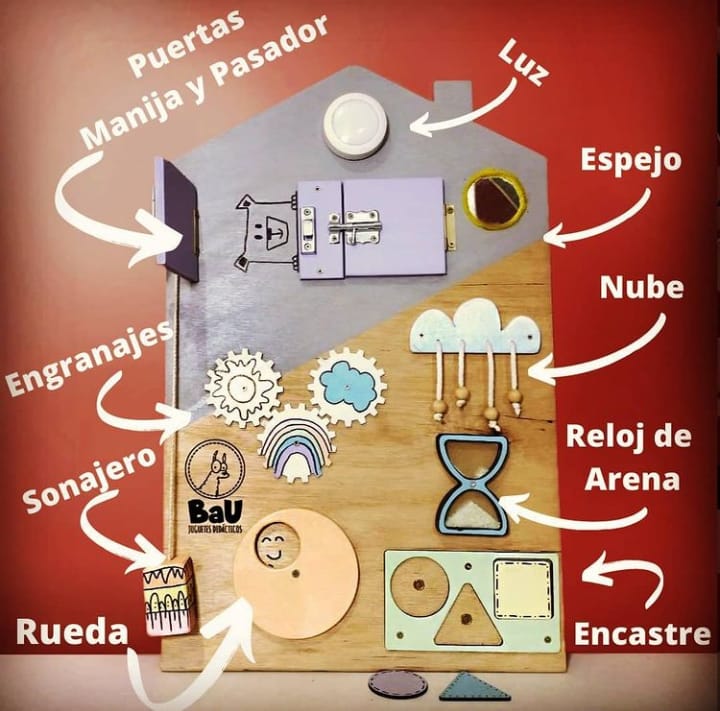 Puertas
Manija y Pasador
Luz
Espejo
Nube
Engranajes
Reloj de
Arena
Sonajero
BaU
JUGUETES DIDÁCTICOS
Rueda
Encastre